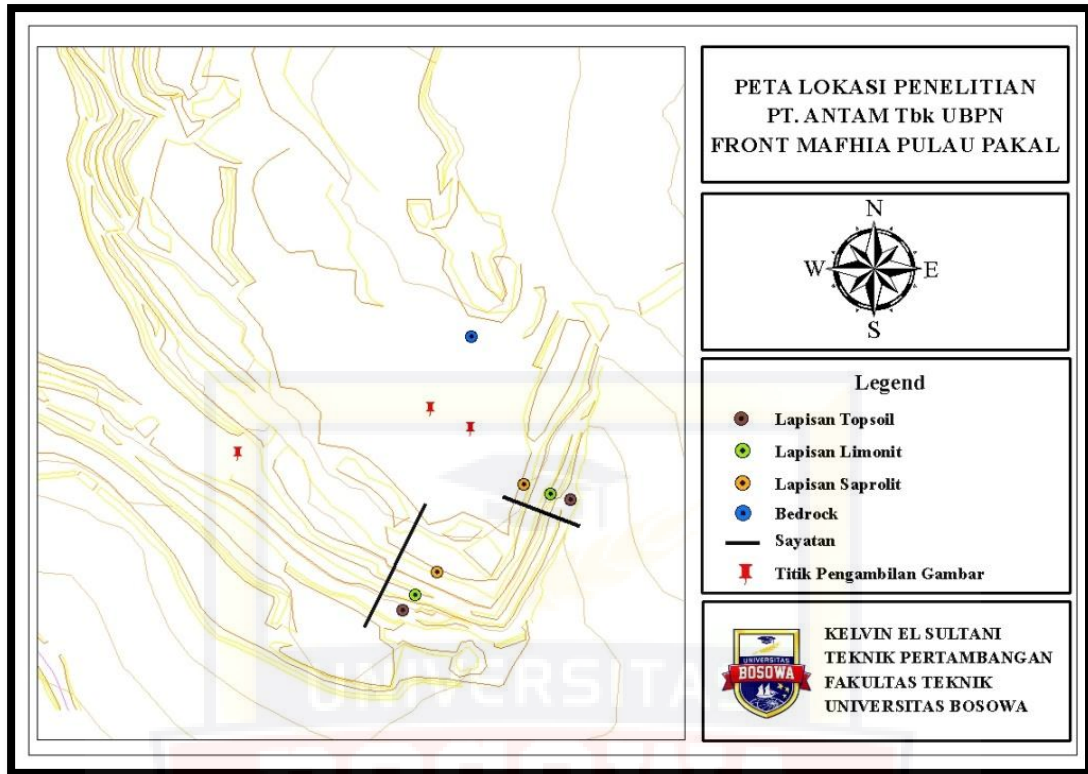 PETA LOKASI PENELITIAN
PT. ANTAM Tbk UBPN
FRONT MAFHIA PULAU PAKAL
N
W E
S
Legend
Lapisan Topsoil
Lapisan Limonit
Lapisan Saprolit
Bedrock
Sayatan
Titik Pengambilan Gambar
UNIVERSITAS
BOSOWA
KELVIN EL SULTANI
TEKNIK PERTAMBANGAN
FAKULTAS TEKNIK
UNIVERSITAS BOSOWA
UNIVERSITAS